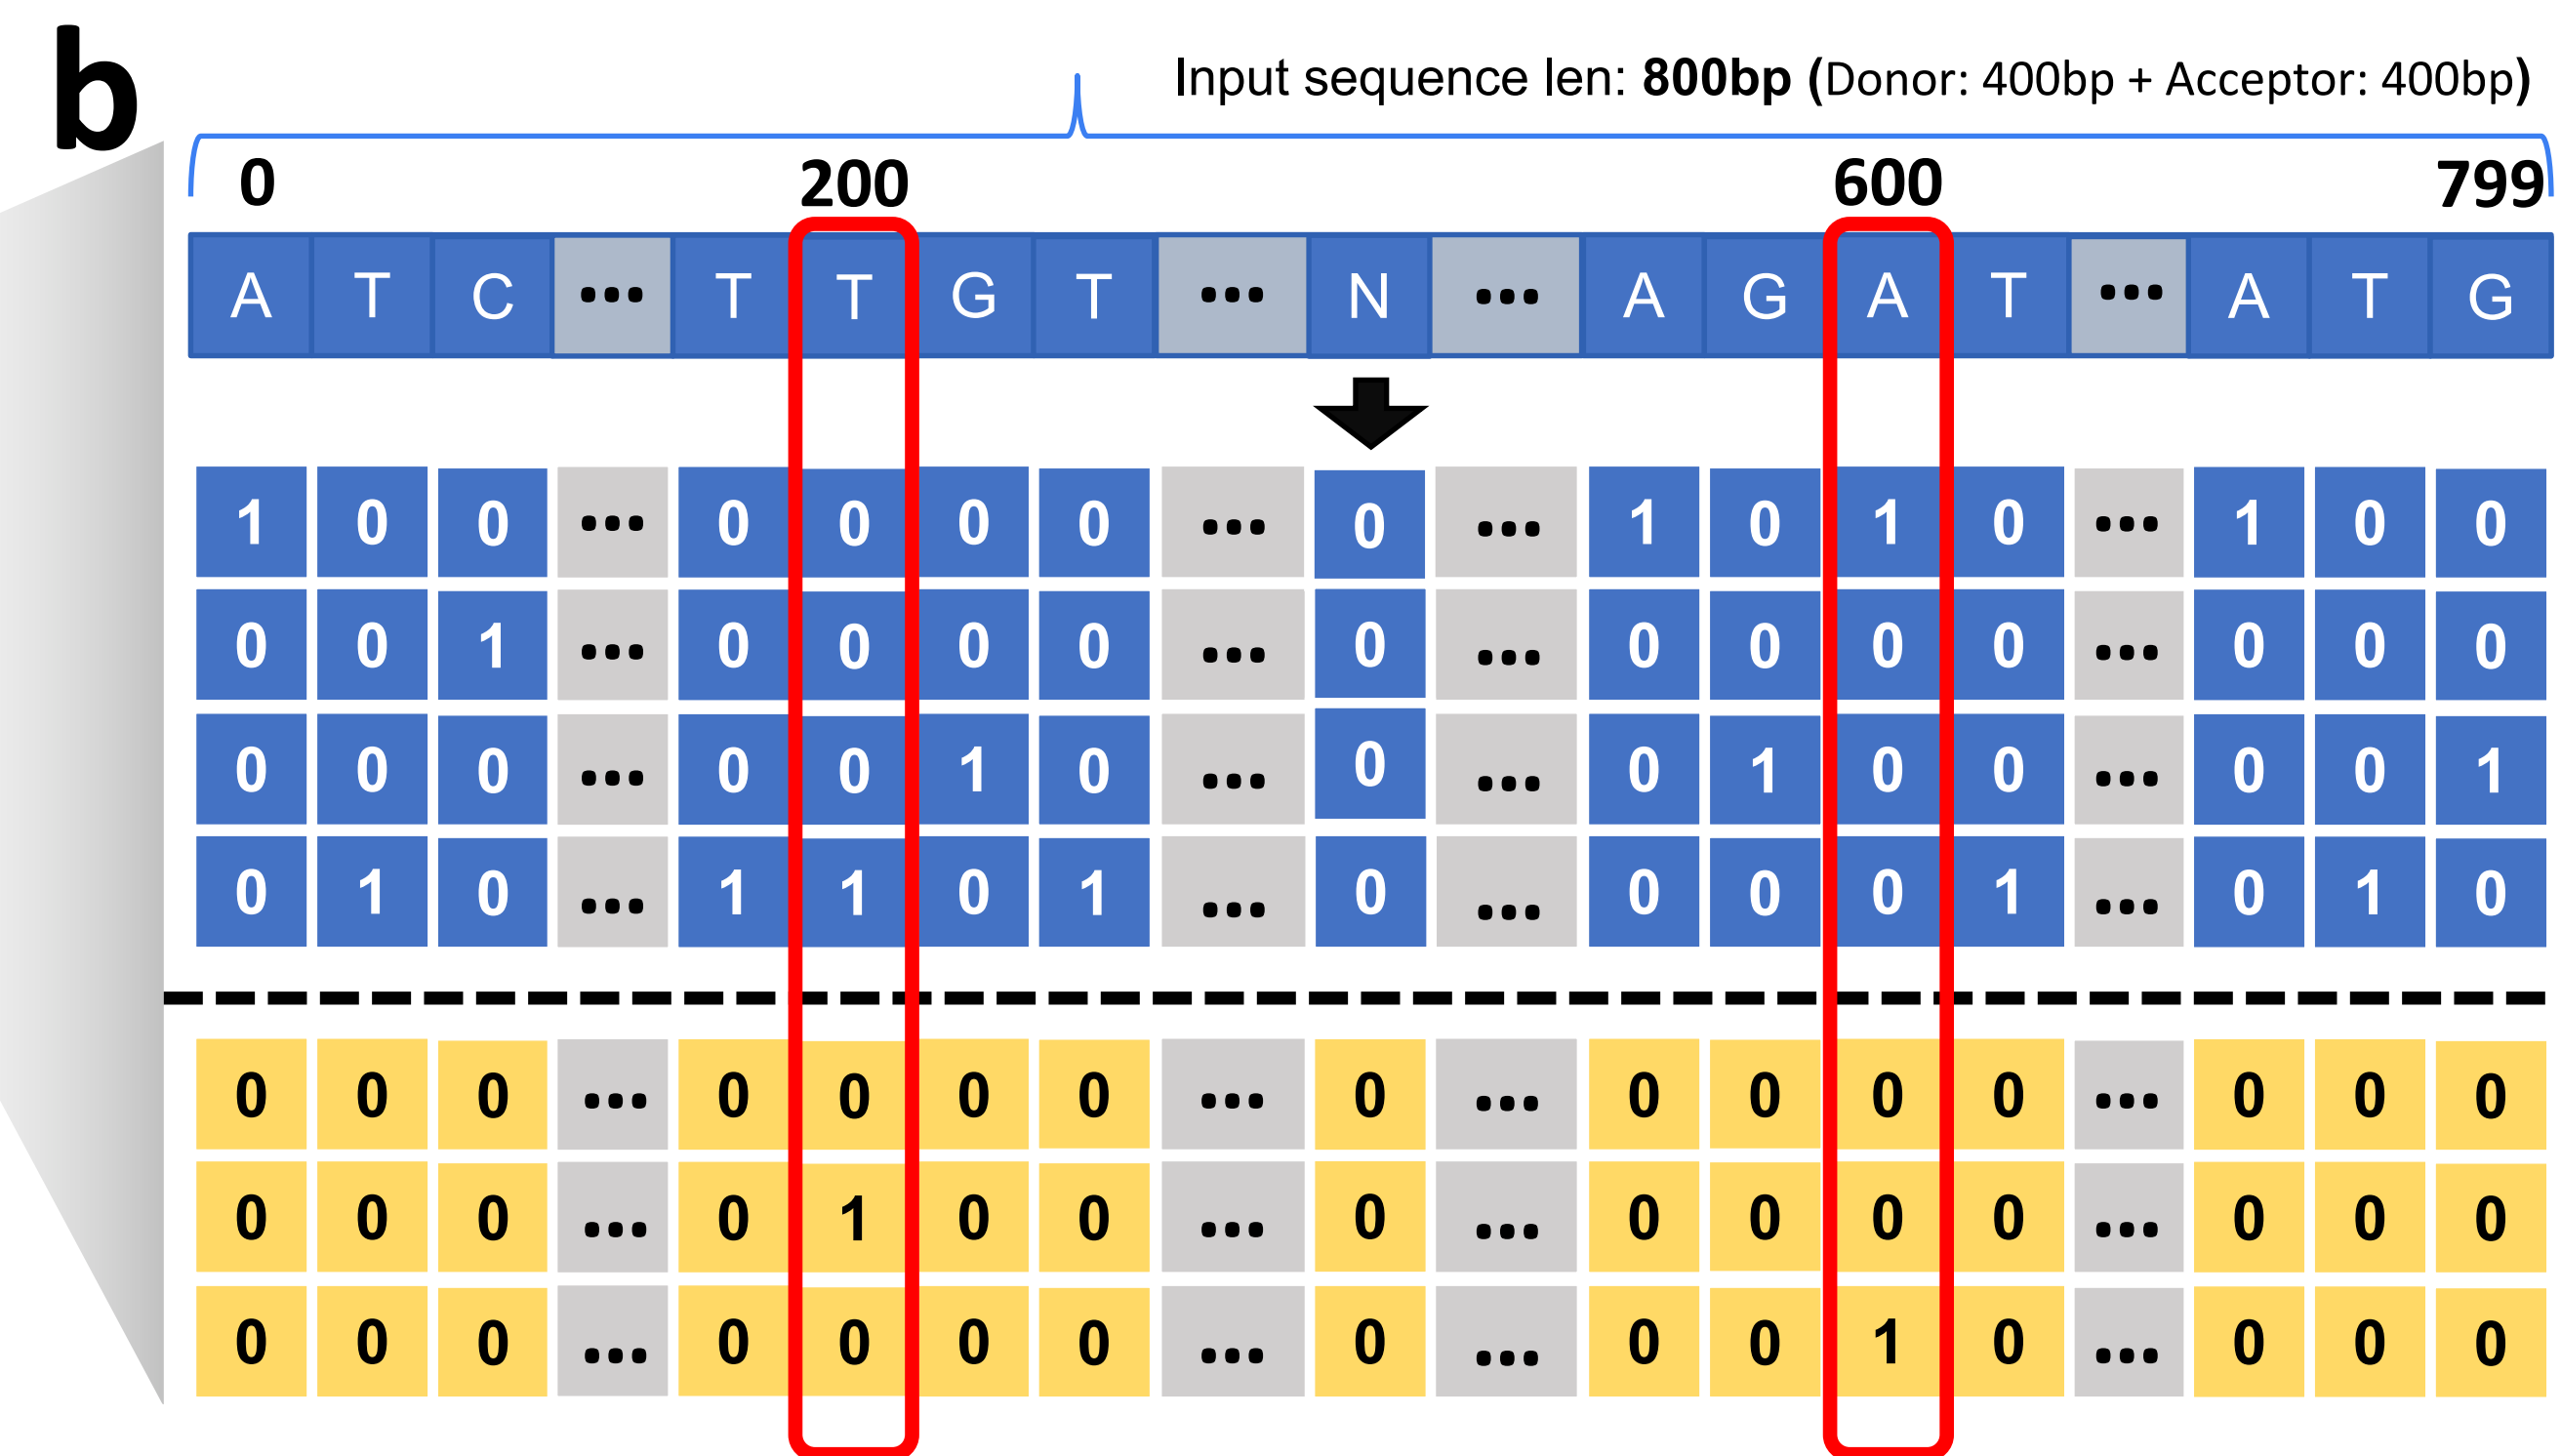 b
Input sequence len: 800bp (Donor: 400bp + Acceptor: 400bp)
0 200 600 799
A T C ... T T G T ... N ... A G A T ... A T G
1 0 0 ... 0 0 0 0 ... 0 ... 1 0 1 0 ... 1 0 0
0 0 1 ... 0 0 0 0 ... 0 ... 0 0 0 0 ... 0 0 0
0 0 0 ... 0 0 1 0 ... 0 ... 0 1 0 0 ... 0 0 1
0 1 0 ... 1 1 0 1 ... 0 ... 0 0 0 1 ... 0 1 0
0 0 0 ... 0 0 0 0 ... 0 ... 0 0 0 0 ... 0 0 0
0 0 0 ... 0 1 0 0 ... 0 ... 0 0 0 0 ... 0 0 0
0 0 0 ... 0 0 0 0 ... 0 ... 0 0 1 0 ... 0 0 0